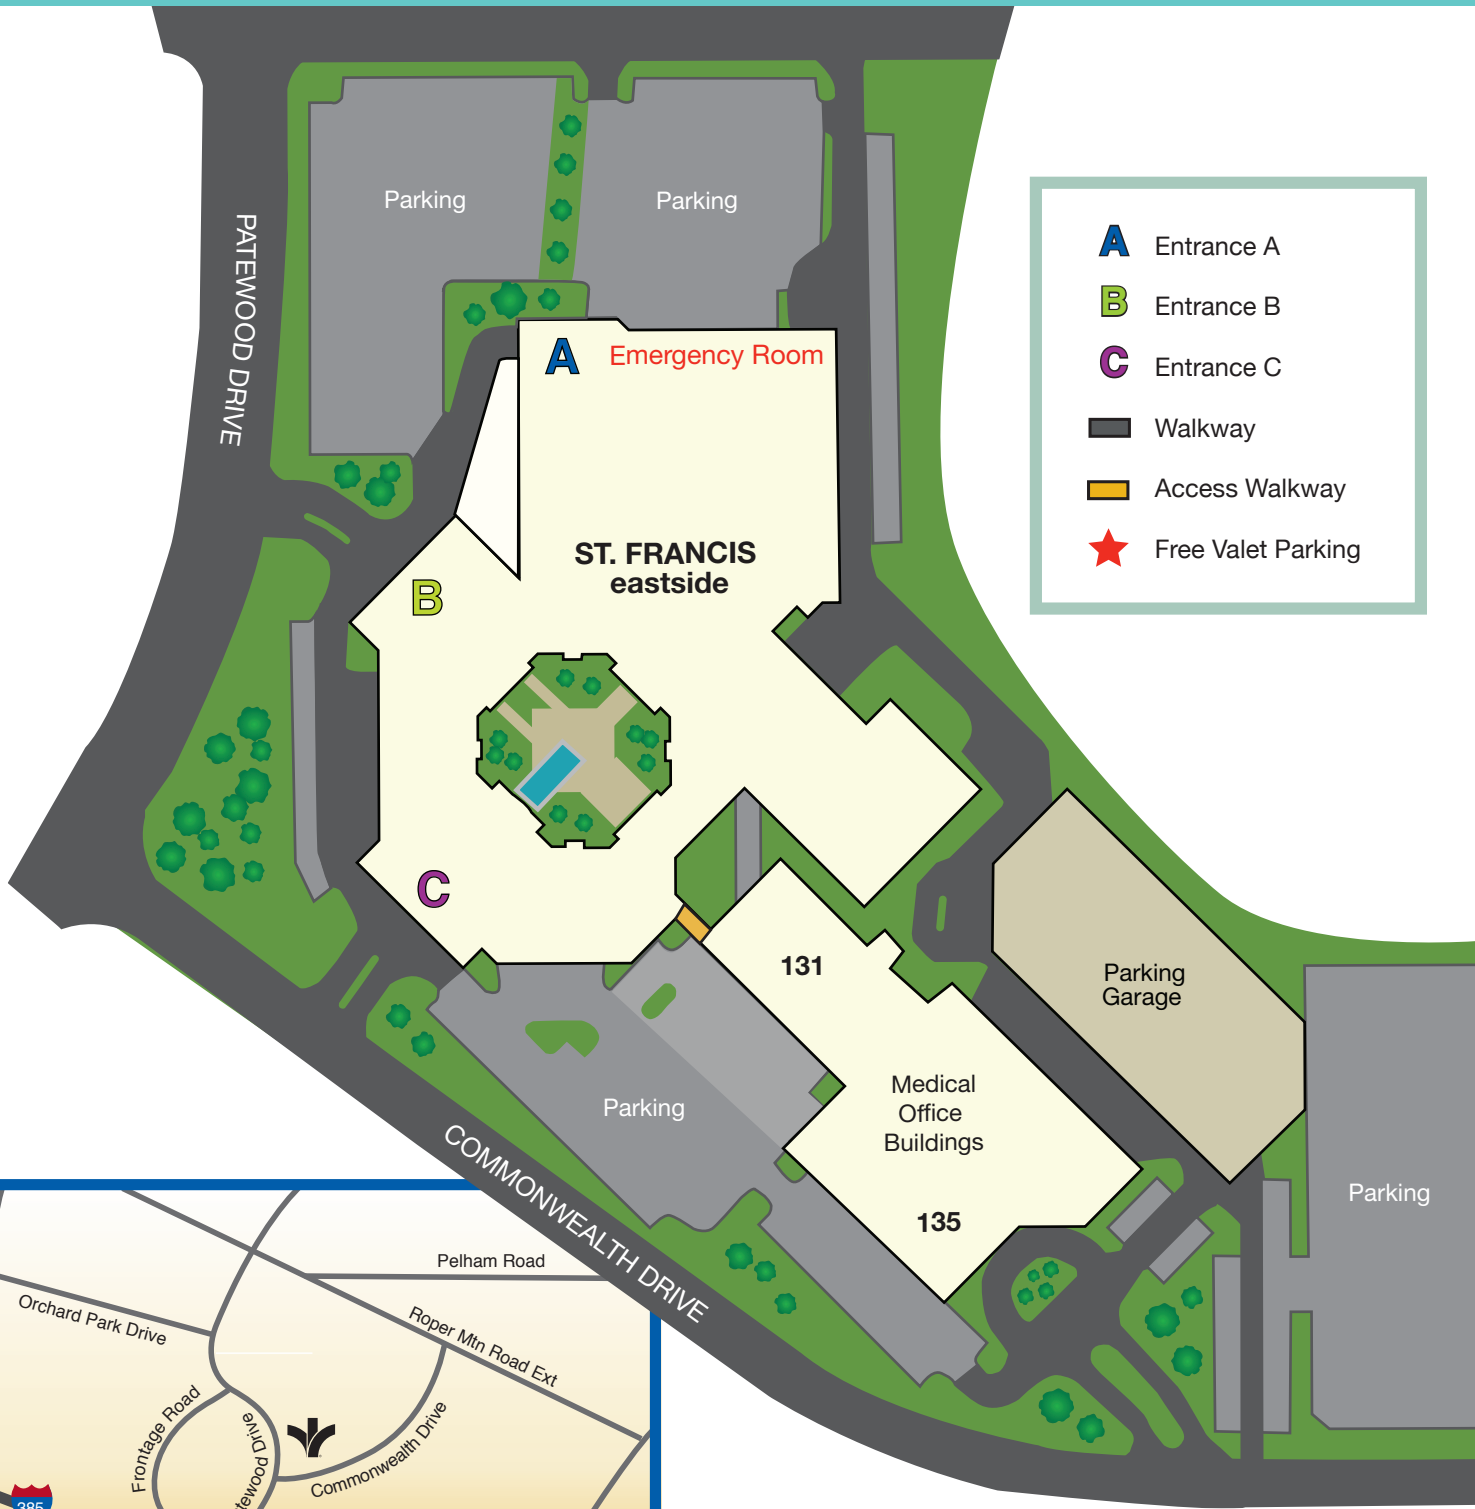 PATEWOOD DRIVE
Parking
Parking
A Entrance A
B Entrance B
C Entrance C
Walkway
Access Walkway
Free Valet Parking
A
Emergency Room
ST. FRANCIS
eastside
B
C
131
Parking
Garage
Medical
Office
Buildings
135
Parking
Parking
COMMONWEALTH DRIVE
Pelham Road
Orchard Park Drive
Roper Mtn Road Ext
Frontage Road
tewood Drive
Commonwealth Drive
385